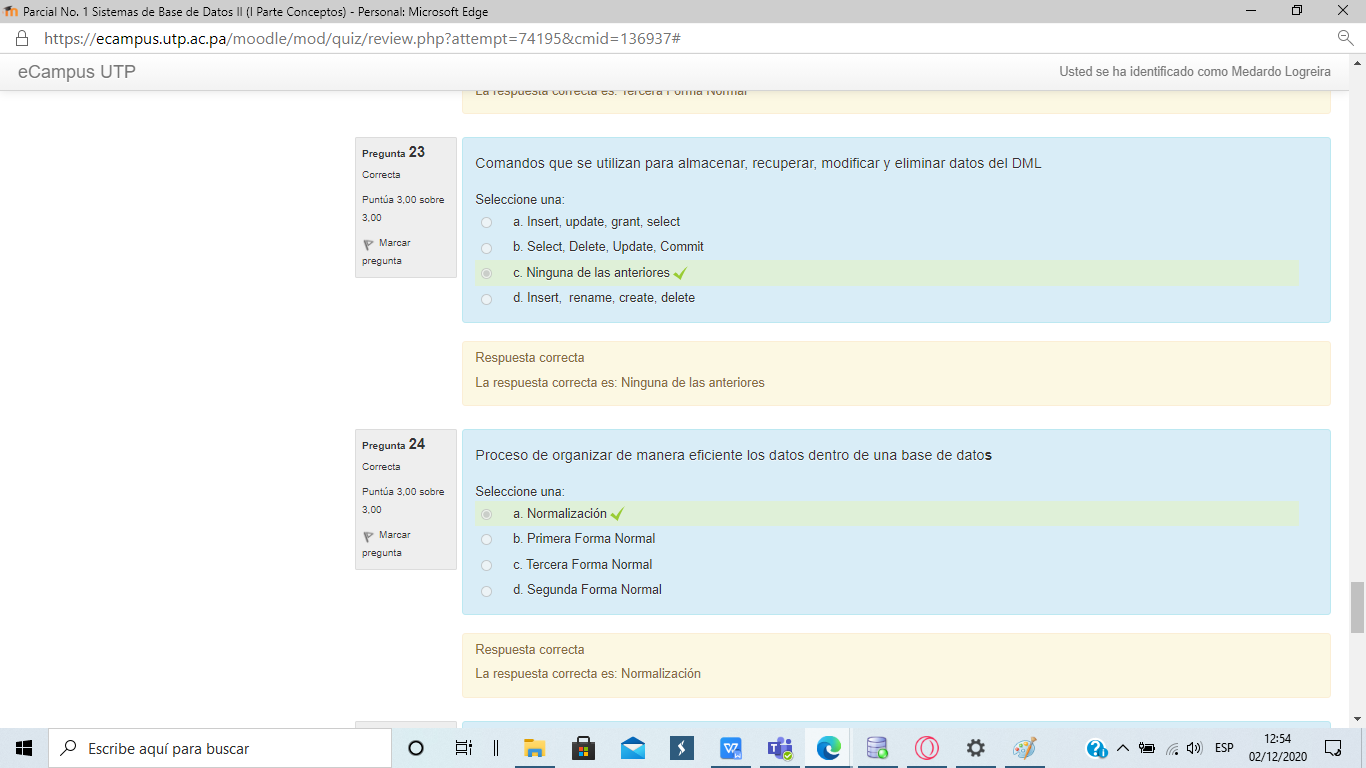 Parcial No. 1 Sistemas de Base de Datos II (I Parte Conceptos) - Personal: Microsoft Edge
https://ecampus.utp.ac.pa/moodle/mod/quiz/review.php?attempt=74195&cmid=136937#
eCampus UTP
Usted se ha identificado como Medardo Logreira
La respuesta correcta es: Tercera Forma Normal
Pregunta 23
Correcta
Puntúa 3,00 sobre
3,00
Marcar
pregunta
Comandos que se utilizan para almacenar, recuperar, modificar y eliminar datos del DML
Seleccione una:
a. Insert, update, grant, select
b. Select, Delete, Update, Commit
c. Ninguna de las anteriores
d. Insert, rename, create, delete
Respuesta correcta
La respuesta correcta es: Ninguna de las anteriores
Pregunta 24
Correcta
Puntúa 3,00 sobre
3,00
Marcar
pregunta
Proceso de organizar de manera eficiente los datos dentro de una base de datos
Seleccione una:
a. Normalización
b. Primera Forma Normal
c. Tercera Forma Normal
d. Segunda Forma Normal
Respuesta correcta
La respuesta correcta es: Normalización
Escribe aquí para buscar
ESP
12:54
02/12/2020